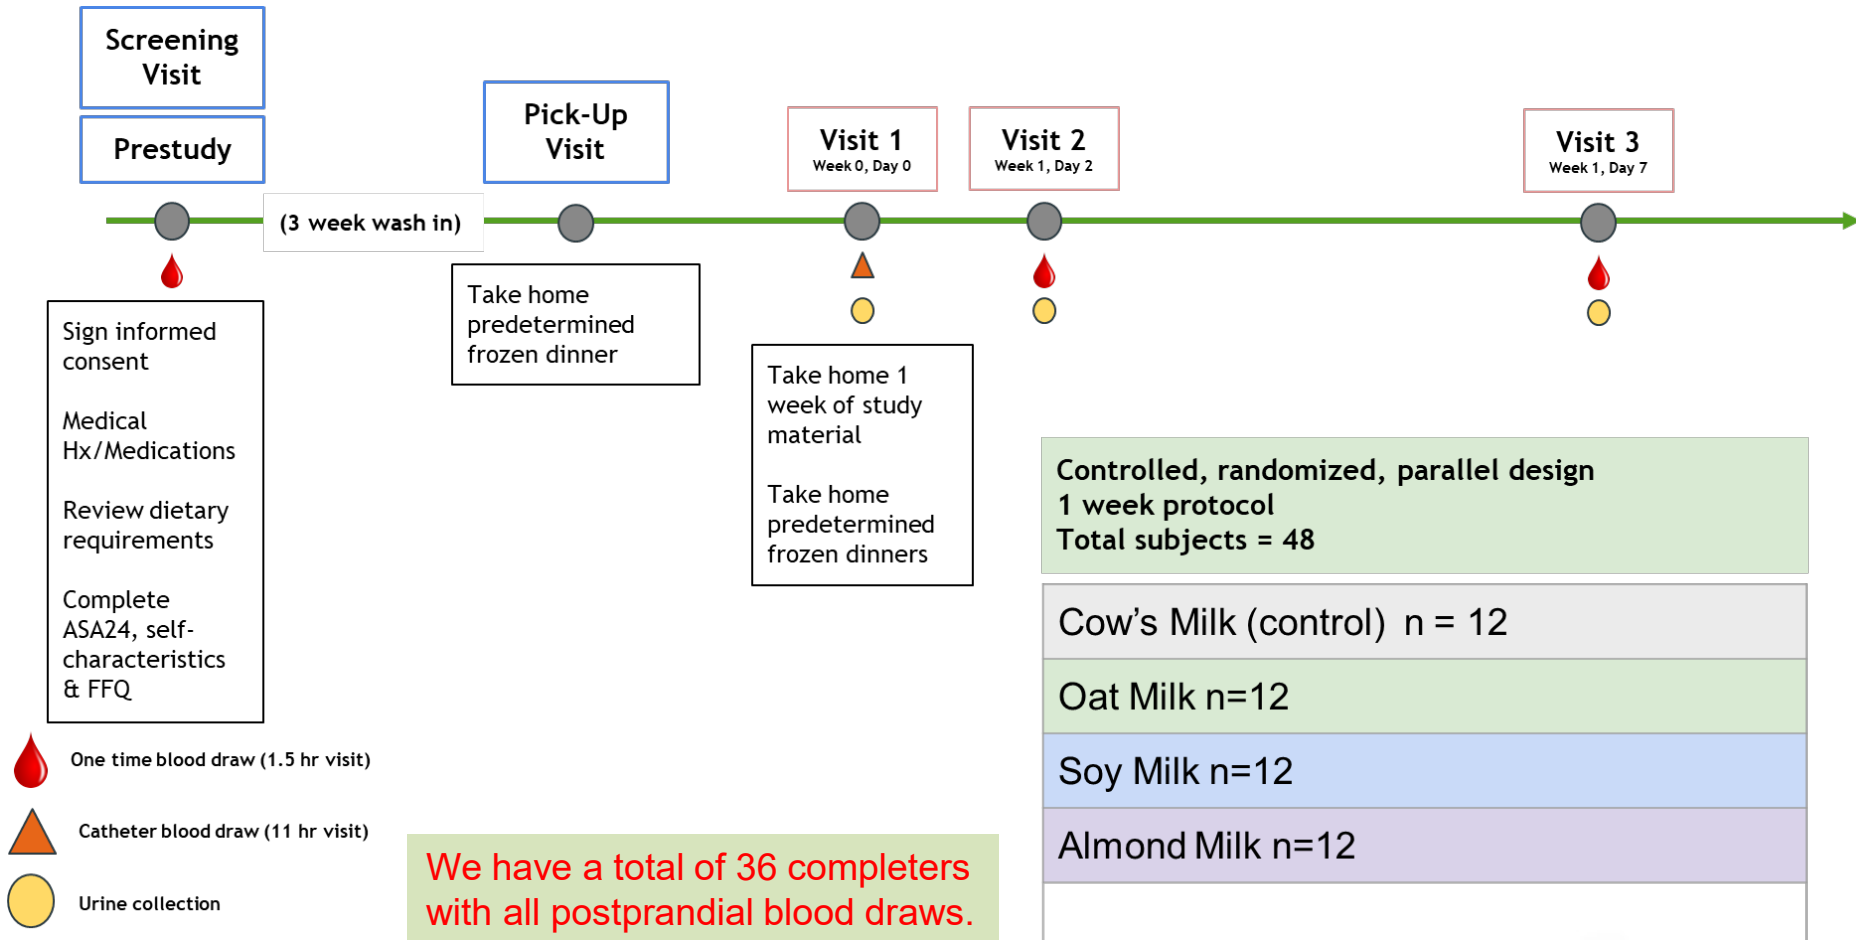 Screening
Visit
Prestudy
(3 week wash in)
Pick-Up
Visit
Visit 1
Week 0, Day 0
Visit 2
Week 1, Day 2
Visit 3
Week 1, Day 7
Sign informed
consent
Medical
Hx/Medications
Review dietary
requirements
Complete
ASA24, self-
characteristics
& FFQ
Take home
predetermined
frozen dinner
Take home 1
week of study
material
Take home
predetermined
frozen dinners
One time blood draw (1.5 hr visit)
Catheter blood draw (11 hr visit)
Urine collection
We have a total of 36 completers
with all postprandial blood draws.
Controlled, randomized, parallel design
1 week protocol
Total subjects = 48
Cow’s Milk (control) n = 12
Oat Milk n=12
Soy Milk n=12
Almond Milk n=12